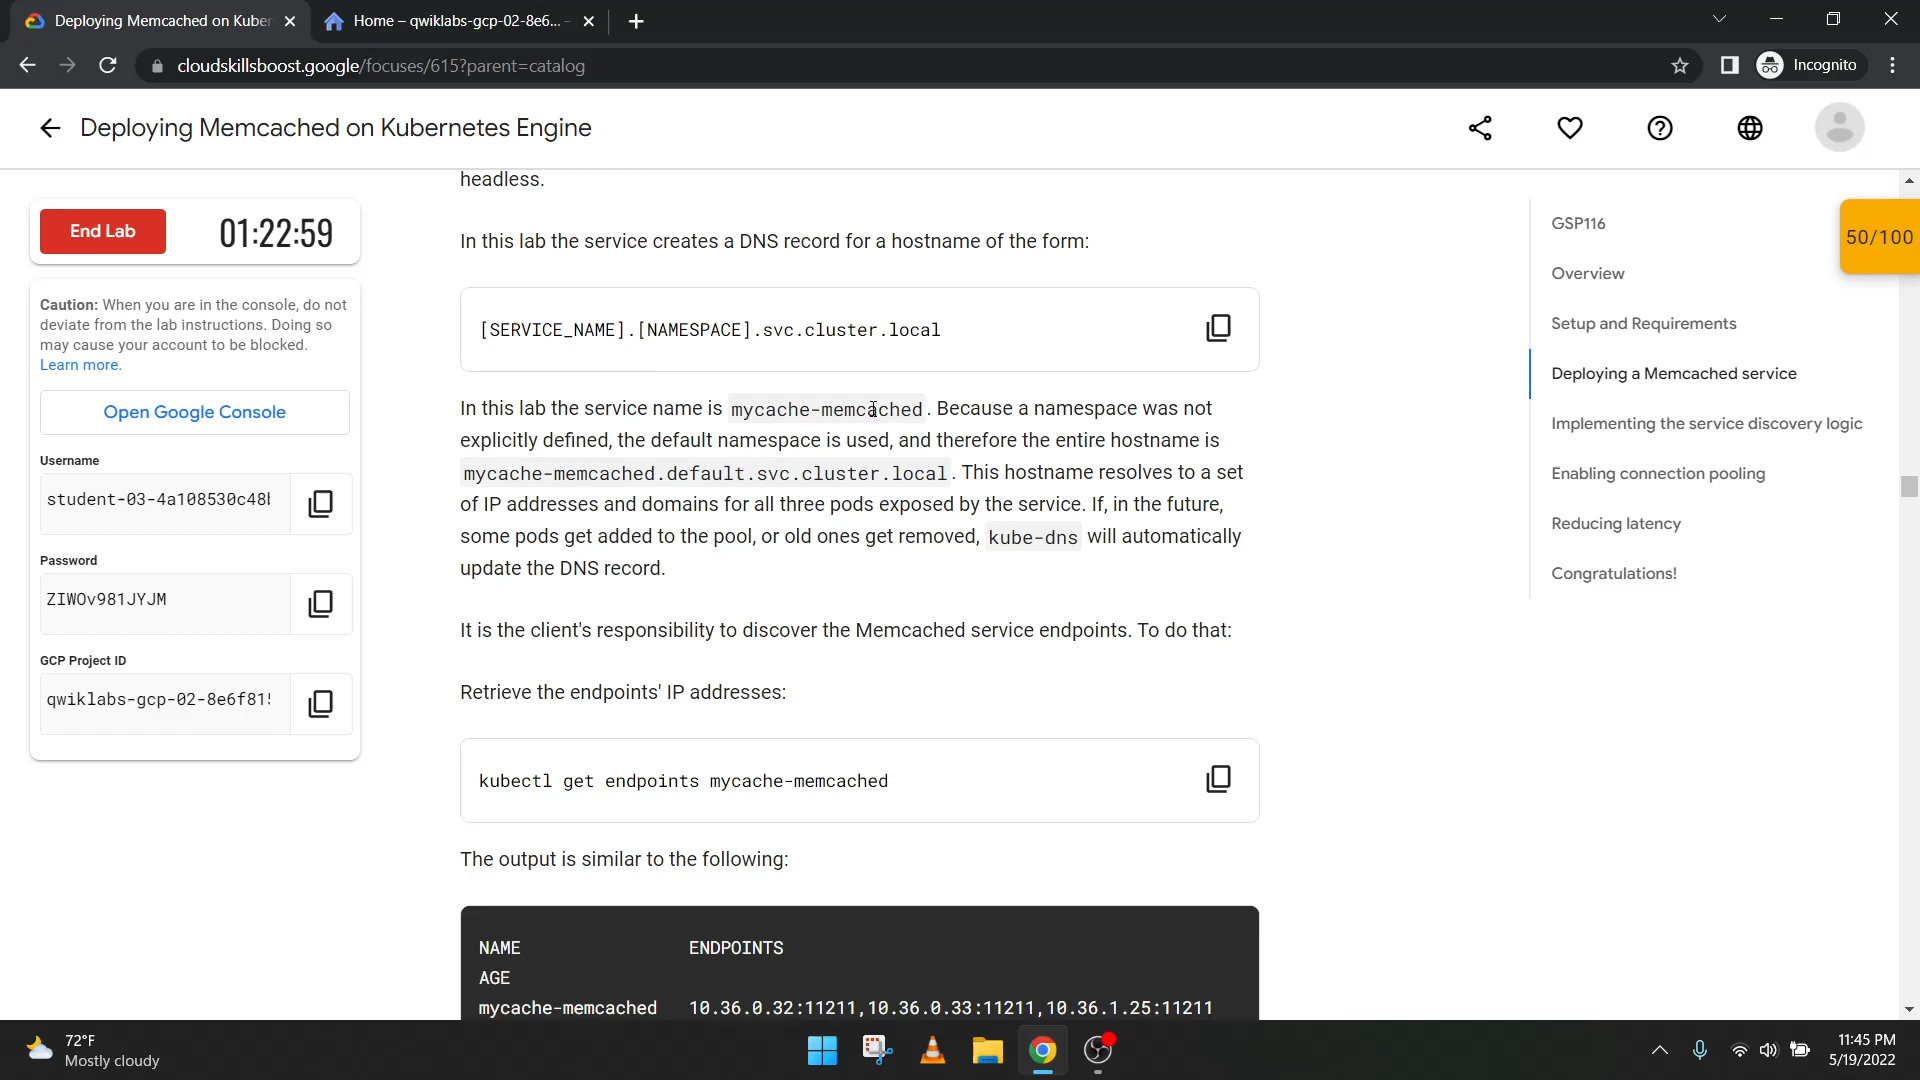 Deploying Memcached on Kuber
Home – qwiklabs-gcp-02-8e6... –
cloudskillsboost.google/focuses/615?parent=catalog
Incognito
Deploying Memcached on Kubernetes Engine
End Lab
01:22:59
Caution: When you are in the console, do not
deviate from the lab instructions. Doing so
may cause your account to be blocked.
Learn more.
Open Google Console
Username
student-03-4a108530c48
Password
ZIWOv981JYJM
GCP Project ID
qwiklabs-gcp-02-8e6f81
headless.
In this lab the service creates a DNS record for a hostname of the form:
[SERVICE_NAME].[NAMESPACE].svc.cluster.local
In this lab the service name is mycache-memcached. Because a namespace was not
explicitly defined, the default namespace is used, and therefore the entire hostname is
mycache-memcached.default.svc.cluster.local. This hostname resolves to a set
of IP addresses and domains for all three pods exposed by the service. If, in the future,
some pods get added to the pool, or old ones get removed, kube-dns will automatically
update the DNS record.
It is the client's responsibility to discover the Memcached service endpoints. To do that:
Retrieve the endpoints' IP addresses:
kubectl get endpoints mycache-memcached
The output is similar to the following:
NAME ENDPOINTS
AGE
mycache-memcached 10.36.0.32:11211,10.36.0.33:11211,10.36.1.25:11211
GSP116
Overview
Setup and Requirements
Deploying a Memcached service
Implementing the service discovery logic
Enabling connection pooling
Reducing latency
Congratulations!
50/100
72°F
Mostly cloudy
11:45 PM
5/19/2022